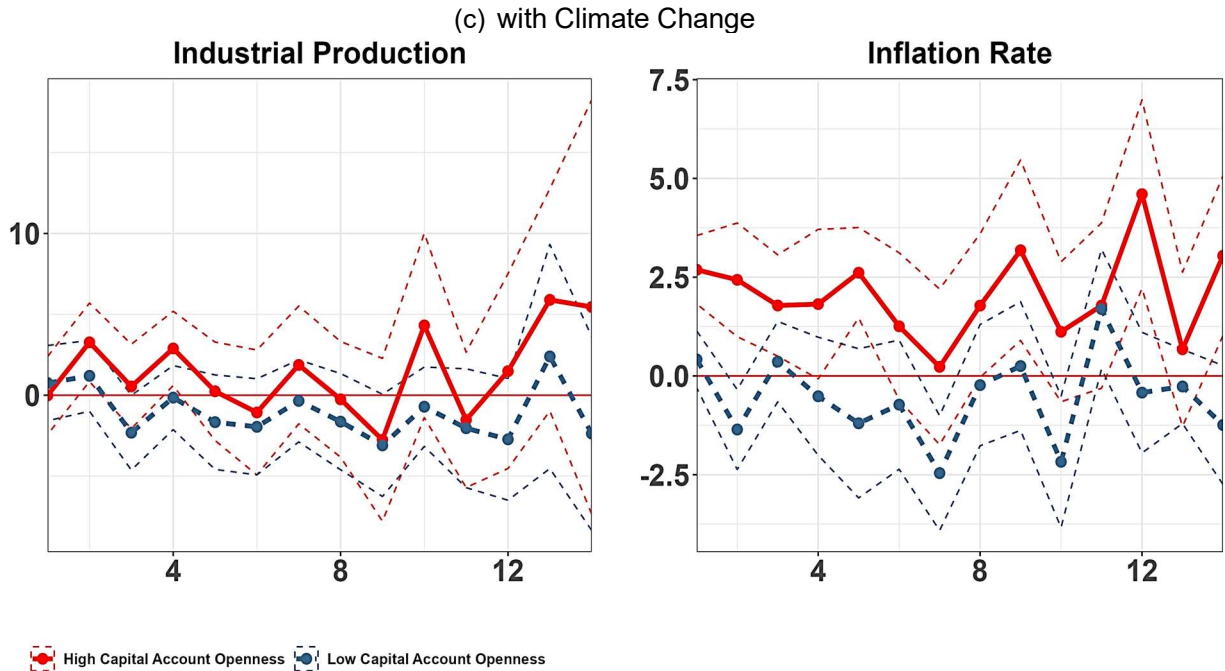 (c) with Climate Change
Industrial Production
10
0
4
8
12
Inflation Rate
7.5
5.0
2.5
0.0
-2.5
4
8
12
High Capital Account Openness
Low Capital Account Openness